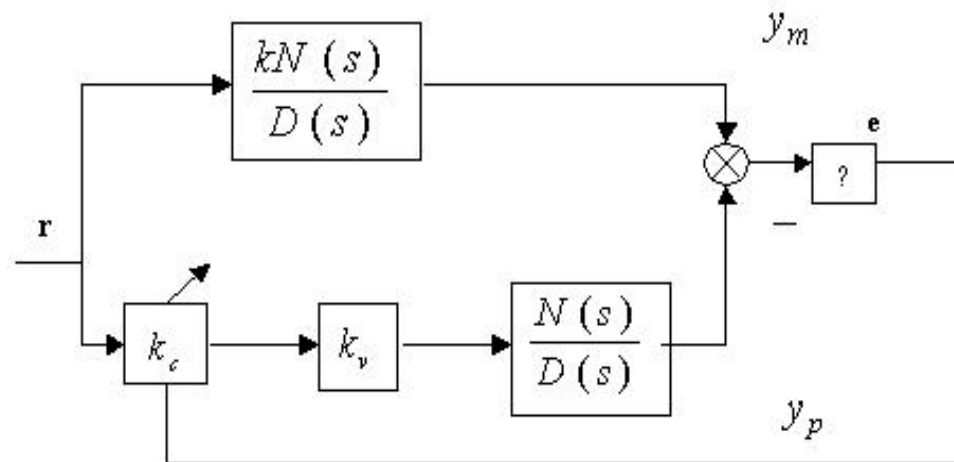 y_m
kN (s)
D (s)
e
?
r
–
k_c
k_v
N (s)
D (s)
y_p